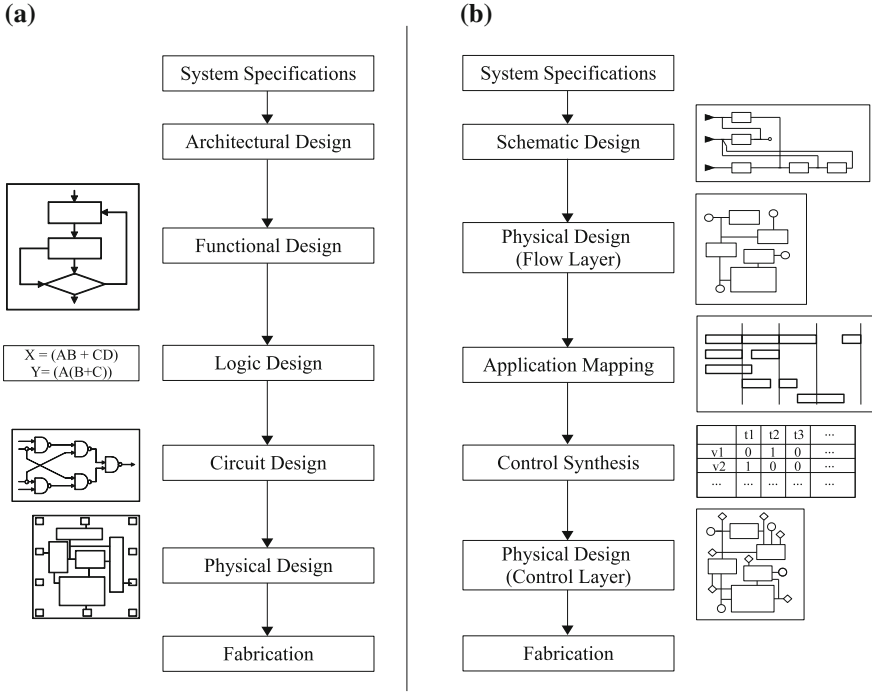 (a)
System Specifications
Architectural Design
Functional Design
X = (AB + CD)
Y= (A(B+C))
Logic Design
Circuit Design
Physical Design
Fabrication
(b)
System Specifications
Schematic Design
Physical Design
(Flow Layer)
Application Mapping
Control Synthesis
t1 t2 t3 ...
v1 0 1 0 ...
v2 1 0 0 ...
... ... ... ... ...
Physical Design
(Control Layer)
Fabrication